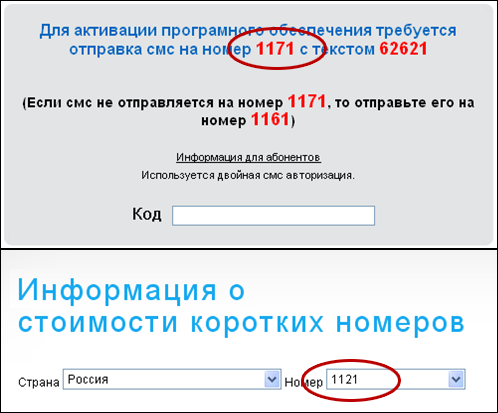 Для активации програмного обеспечения требуется
отправка смс на номер 1171 с текстом 62621
(Если смс не отправляется на номер 1171, то отправьте его на
номер 1161)
Информация для абонентов
Используется двойная смс авторизация.
Код
Информация о
стоимости коротких номеров
Страна Россия Номер 1121